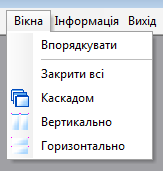 Вікна Інформація Вихід
Впорядкувати
Закрити всі
Каскадом
Вертикально
Горизонтально